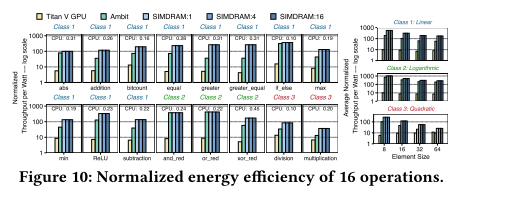 Titan V GPU Ambit SIMDRAM:1 SIMDRAM:4 SIMDRAM:16
Class 1 Class 1 Class 1 Class 1 Class 1 Class 1 Class 1 Class 1
CPU: 0.31 CPU: 0.26 CPU: 0.16 CPU: 0.28 CPU: 0.31 CPU: 0.31 CPU: 0.10 CPU: 0.19
abs addition bitcount equal greater greater_equal if_else max
Class 1 Class 1 Class 1 Class 2 Class 2 Class 2 Class 3 Class 3
CPU: 0.19 CPU: 0.23 CPU: 0.22 CPU: 0.24 CPU: 0.22 CPU: 0.45 CPU: 0.10 CPU: 0.20
min ReLU subtraction and_red or_red xor_red division multiplication
Normalized
Throughput per Watt — log scale
Class 1: Linear
Class 2: Logarithmic
Class 3: Quadratic
Average Normalized
Throughput per Watt — log scale
8 16 32 64
Element Size
Figure 10: Normalized energy efficiency of 16 operations.